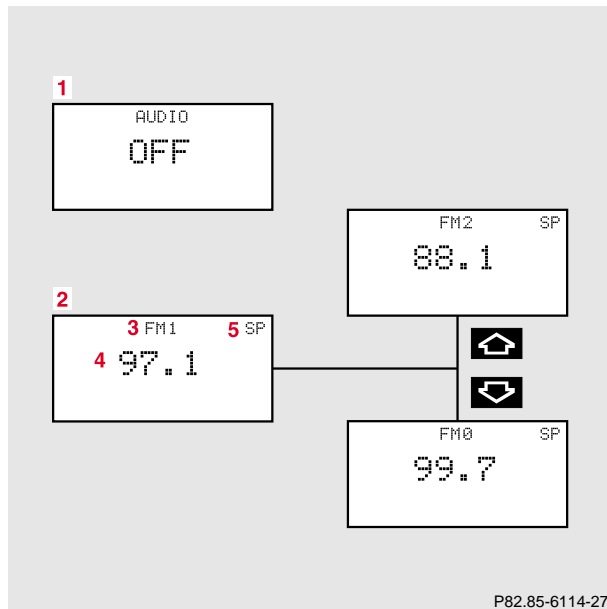 1
AUDIO
OFF
FM2 SP
88.1
2
3 FM1 5 SP
4 97.1
FM0 SP
99.7
P82.85-6114-27